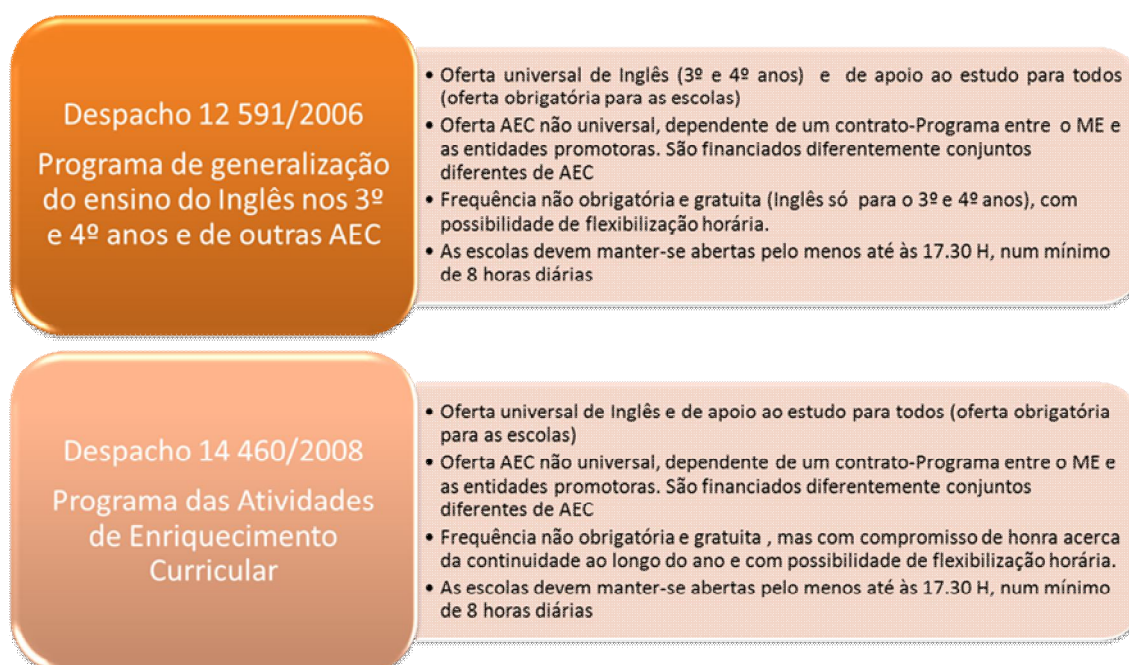 Despacho 12 591/2006
Programa de generalização
do ensino do Inglês nos 3º
e 4º anos e de outras AEC
• Oferta universal de Inglês (3º e 4º anos) e de apoio ao estudo para todos
(oferta obrigatória para as escolas)
• Oferta AEC não universal, dependente de um contrato-Programa entre o ME e
as entidades promotoras. São financiados diferentemente conjuntos
diferentes de AEC
• Frequência não obrigatória e gratuita (Inglês só para o 3º e 4º anos), com
possibilidade de flexibilização horária.
• As escolas devem manter-se abertas pelo menos até às 17.30 H, num mínimo
de 8 horas diárias
Despacho 14 460/2008
Programa das Atividades
de Enriquecimento
Curricular
• Oferta universal de Inglês e de apoio ao estudo para todos (oferta obrigatória
para as escolas)
• Oferta AEC não universal, dependente de um contrato-Programa entre o ME e
as entidades promotoras. São financiados diferentemente conjuntos
diferentes de AEC
• Frequência não obrigatória e gratuita , mas com compromisso de honra acerca
da continuidade ao longo do ano e com possibilidade de flexibilização horária.
• As escolas devem manter-se abertas pelo menos até às 17.30 H, num mínimo
de 8 horas diárias